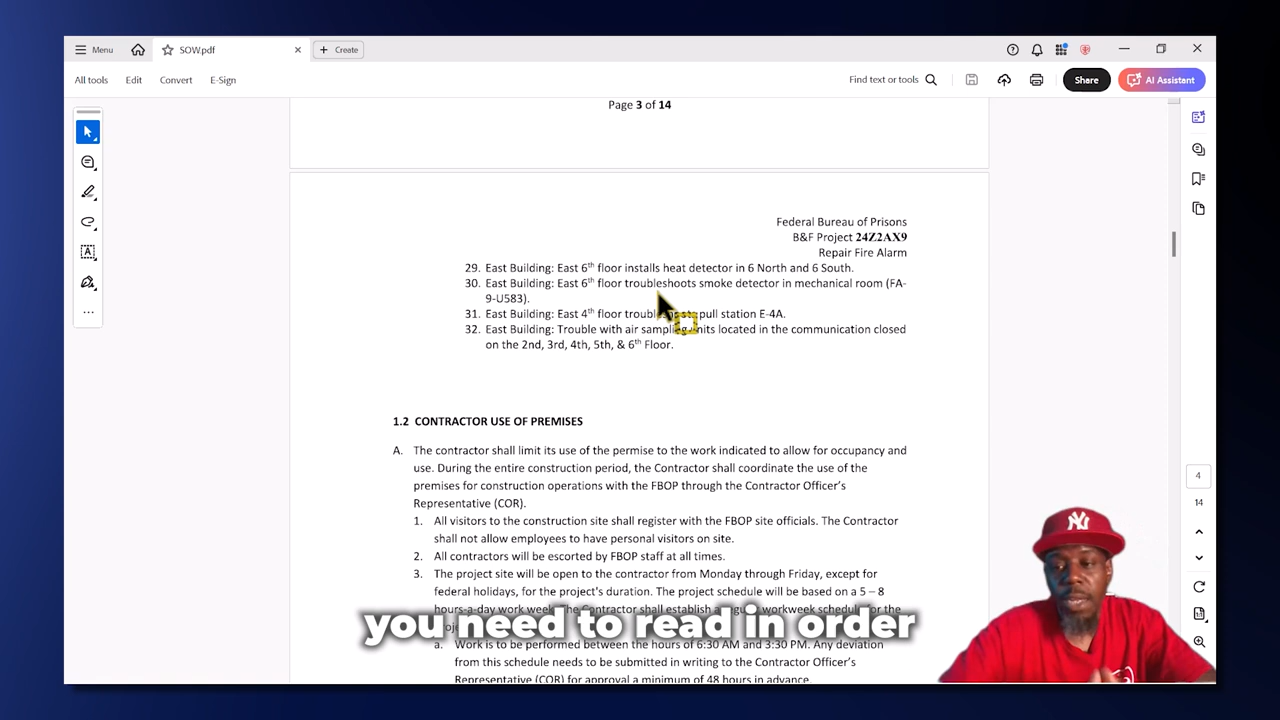 Menu
SOW.pdf
Create
All tools
Edit
Convert
E-Sign
Find text or tools
Share
AI Assistant
Page 3 of 14
Federal Bureau of Prisons
B&F Project 24Z2AX9
Repair Fire Alarm
29. East Building: East 6th floor installs heat detector in 6 North and 6 South.
30. East Building: East 6th floor troubleshoots smoke detector in mechanical room (FA-
9-U583).
31. East Building: East 4th floor pull station E-4A.
32. East Building: Trouble with air sampling units located in the communication closed
on the 2nd, 3rd, 4th, 5th, & 6th Floor.
1.2 CONTRACTOR USE OF PREMISES
A. The contractor shall limit its use of the permise to the work indicated to allow for occupancy and
use. During the entire construction period, the Contractor shall coordinate the use of the
premises for construction operations with the FBOP through the Contractor Officer's
Representative (COR).
1. All visitors to the construction site shall register with the FBOP site officials. The Contractor
shall not allow employees to have personal visitors on site.
2. All contractors will be escorted by FBOP staff at all times.
3. The project site will be open to the contractor from Monday through Friday, except for
federal holidays, for the project's duration. The project schedule will be based on a 5 – 8
hours-a-day work week. The Contractor shall establish a regular workweek schedule for the
you need to read in order
a. Work is to be performed between the hours of 6:30 AM and 3:30 PM. Any deviation
from this schedule needs to be submitted in writing to the Contractor Officer's
Representative (COR) for approval a minimum of 48 hours in advance.
4
14
NY